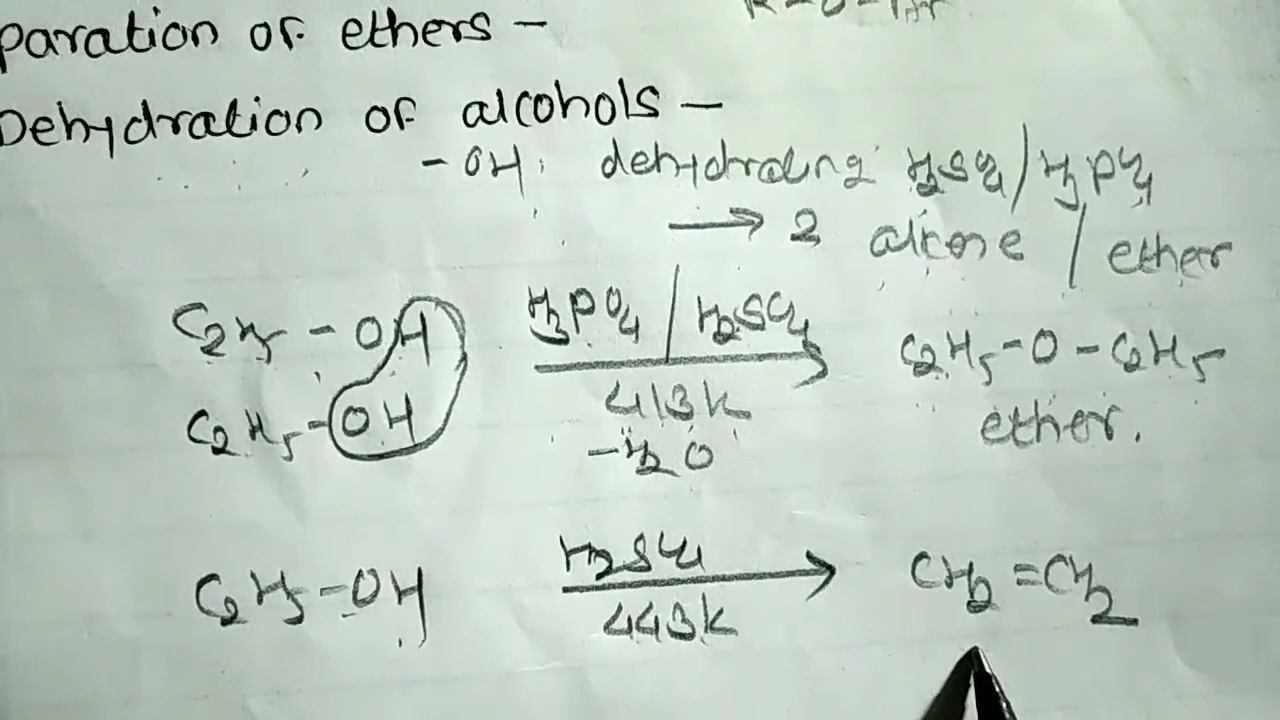 paration of ethers –
Dehydration of alcohols –
– OH. dehydrating H2SO4/H3PO4
→ 2 alkene / ether
C2H5 – OH H3PO4/H2SO4 C2H5–O–C2H5
C2H5–OH 413K ether.
–H2O
C2H5–OH H2SO4 → CH2=CH2
443K